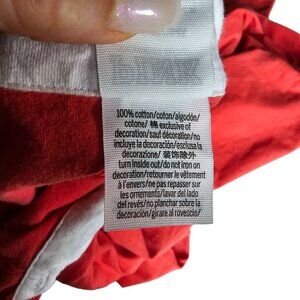 100% cotton/coton/algodón/
cotone/ 棉 exclusive of
decoration/sauf décoration/no
incluye la decoración/esclusa la
decorazione/ 装饰除外
turn inside out/do not iron on
decoration/retourner le vêtement
à l'envers/ne pas repasser sur
les ornements/lavar del lado
del revés/no planchar sobre la
decoración/girare al rovescio/